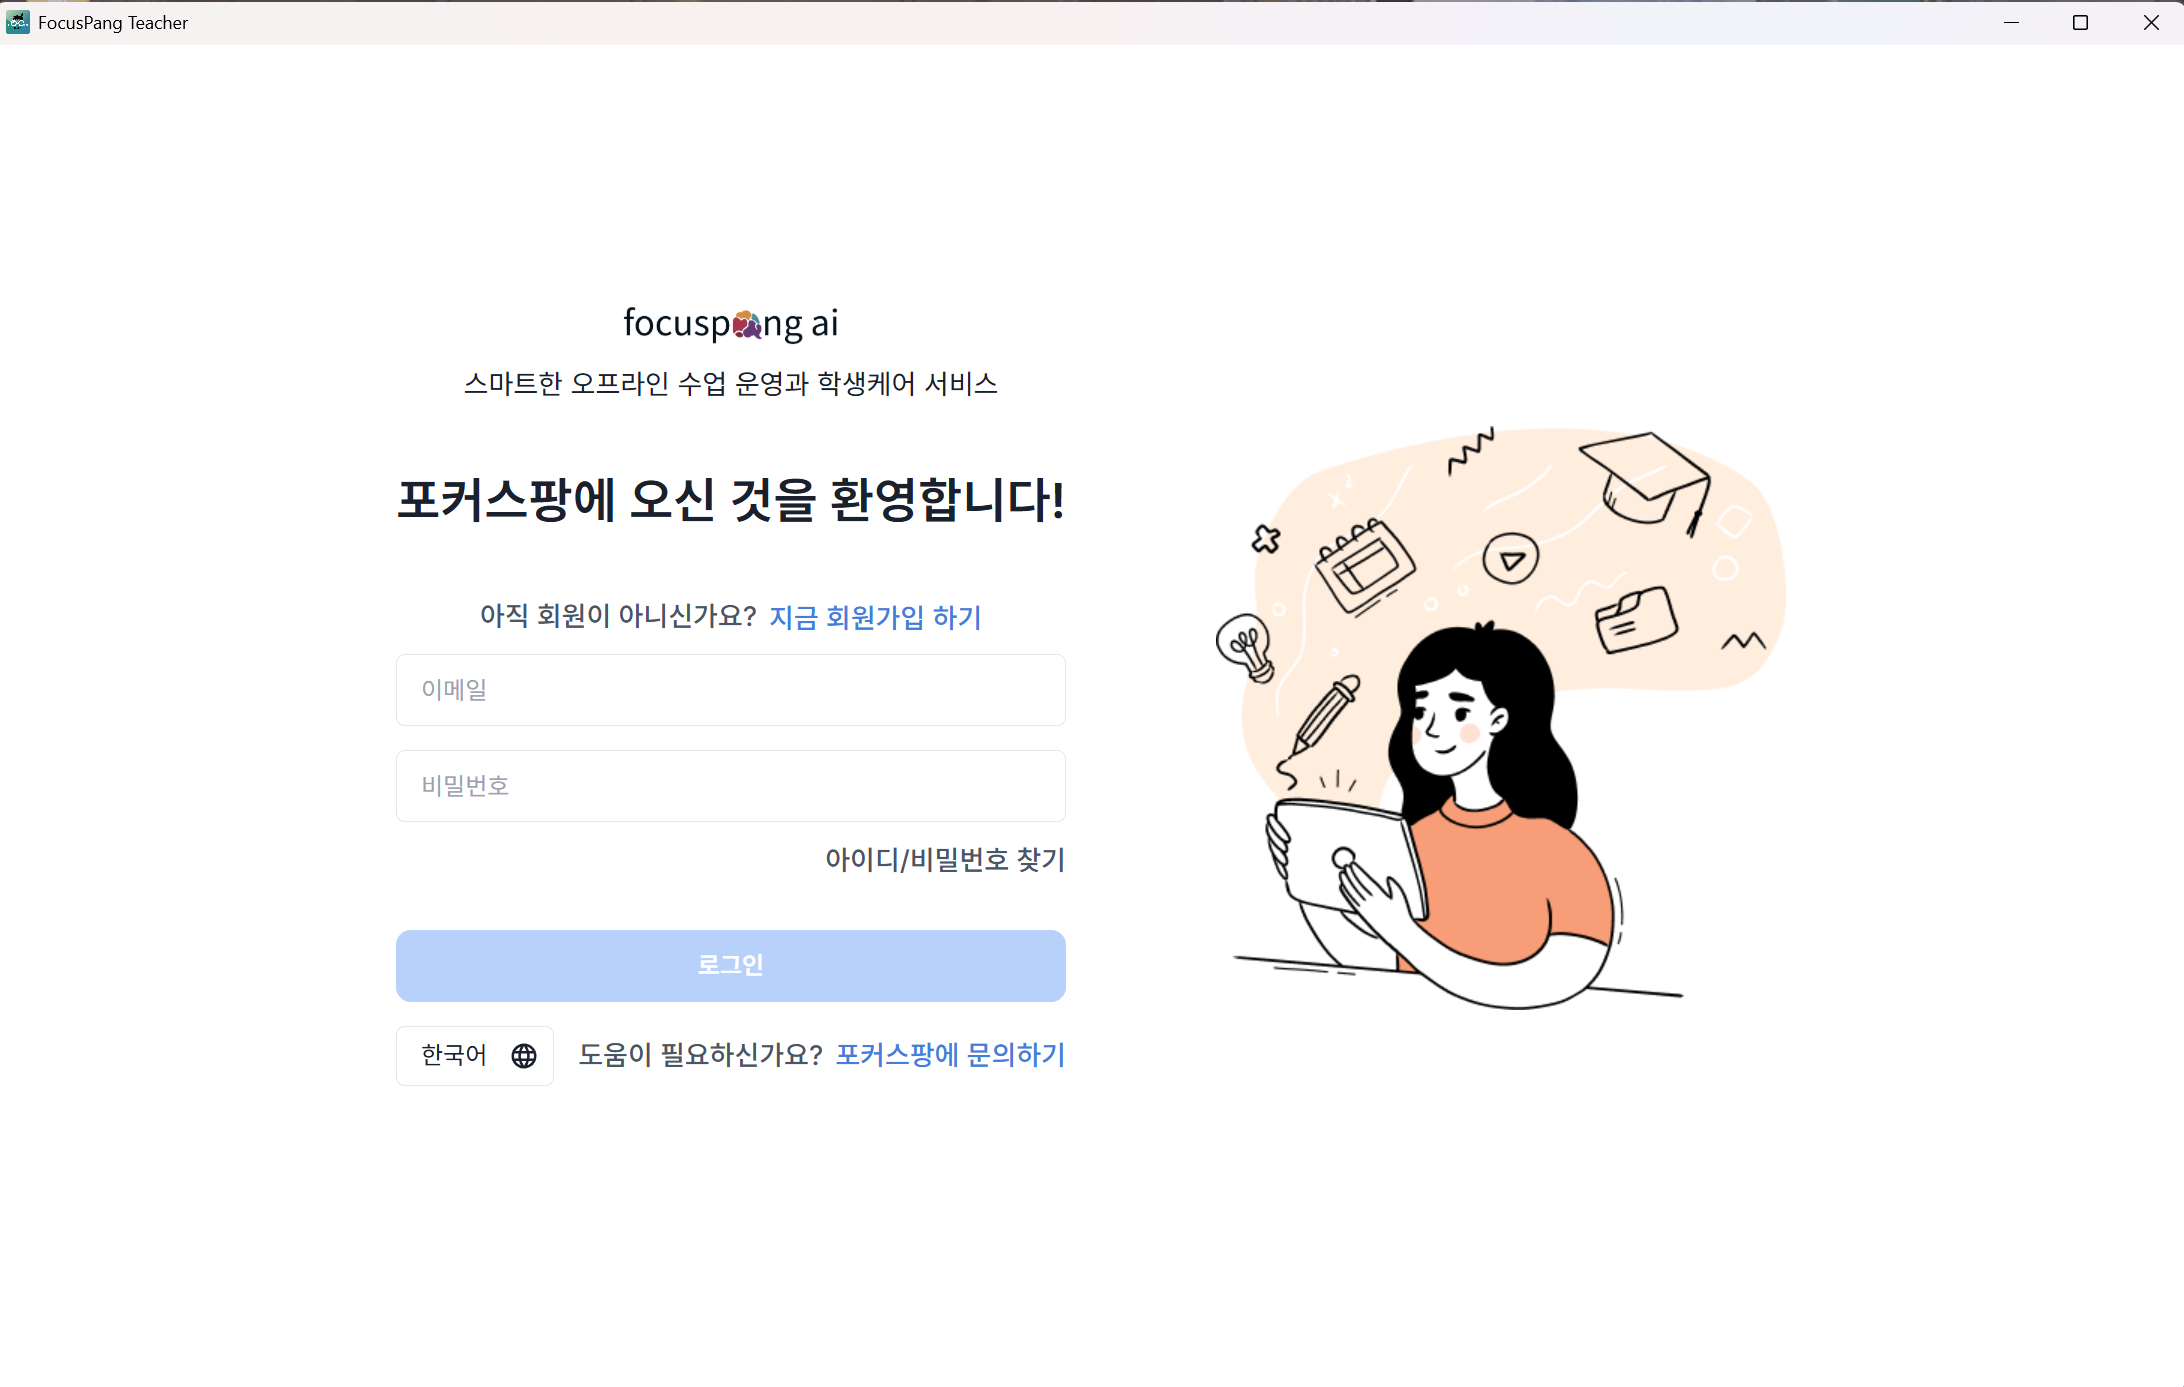 FocusPang Teacher
focuspang ai
스마트한 오프라인 수업 운영과 학생케어 서비스
포커스팡에 오신 것을 환영합니다!
아직 회원이 아니신가요? 지금 회원가입 하기
이메일
비밀번호
아이디/비밀번호 찾기
로그인
한국어 도움이 필요하신가요? 포커스팡에 문의하기
x²